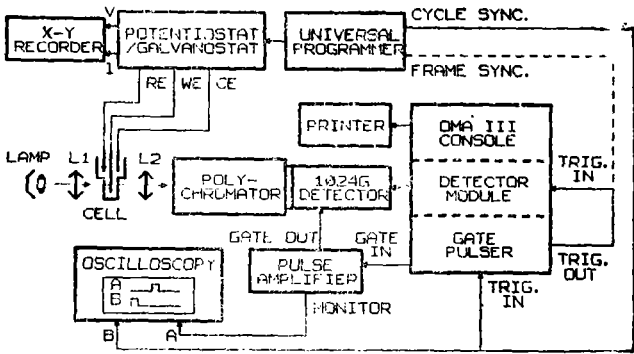 V
X-Y
RECORDER
I
POTENTIOSTAT
/GALVANOSTAT
UNIVERSAL
PROGRAMMER
CYCLE SYNC.
FRAME SYNC.
RE WE CE
PRINTER
OMA III
CONSOLE
TRIG.
IN
LAMP L1 L2
CELL
POLY-
CHROMATOR
1024G
DETECTOR
DETECTOR
MODULE
GATE OUT
GATE
IN
GATE
PULSER
TRIG.
OUT
OSCILLOSCOPY
A
B
PULSE
AMPLIFIER
TRIG.
IN
MONITOR
B A